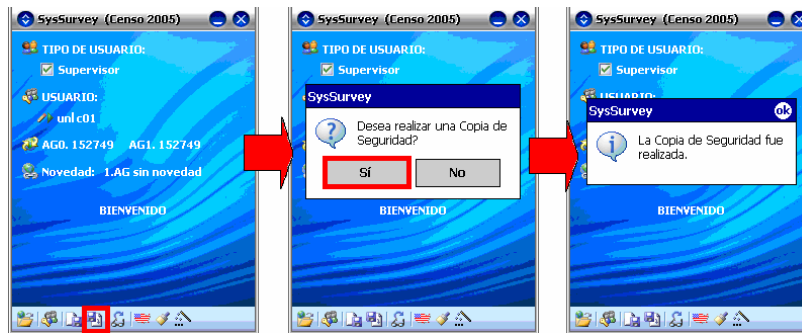 SysSurvey (Censo 2005)
TIPO DE USUARIO:
Supervisor
USUARIO:
unl c01
AG0. 152749 AG1. 152749
Novedad: 1.AG sin novedad
BIENVENIDO
SysSurvey (Censo 2005)
TIPO DE USUARIO:
Supervisor
SysSurvey
Desea realizar una Copia de
Seguridad?
Sí No
BIENVENIDO
SysSurvey (Censo 2005)
TIPO DE USUARIO:
Supervisor
USUARIO:
SysSurvey ok
La Copia de Seguridad fue
realizada.
BIENVENIDO